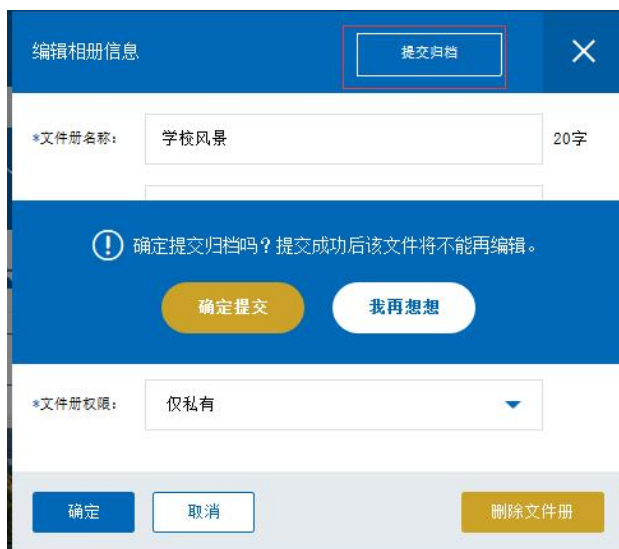 编辑相册信息
提交归档
*文件册名称：
学校风景
20字
确定提交归档吗？提交成功后该文件将不能再编辑。
确定提交
我再想想
*文件册权限：
仅私有
确定
取消
删除文件册